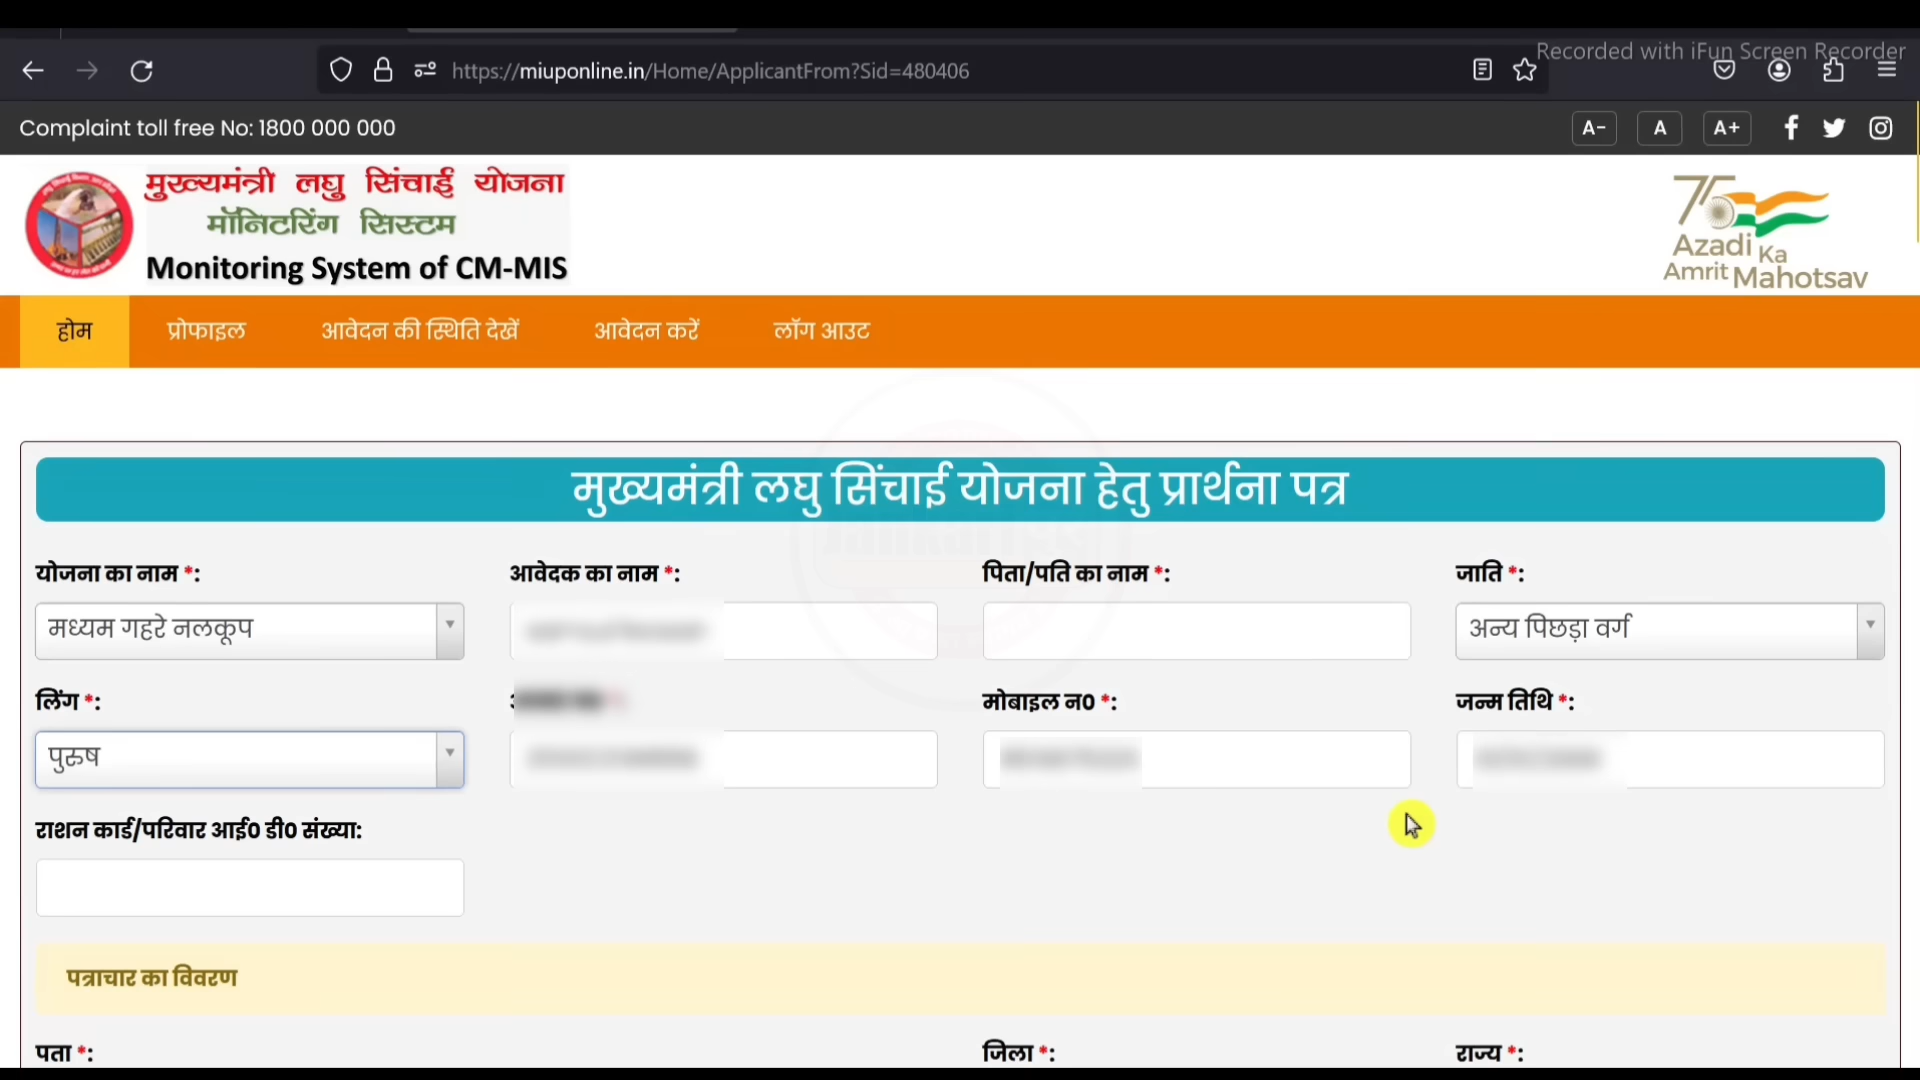 Recorded with iFun Screen Recorder
https://miuponline.in/Home/ApplicantFrom?Sid=480406
Complaint toll free No: 1800 000 000
A- A A+
मुख्यमंत्री लघु सिंचाई योजना
मॉनिटरिंग सिस्टम
Monitoring System of CM-MIS
75
Azadi Ka
Amrit Mahotsav
होम प्रोफाइल आवेदन की स्थिति देखें आवेदन करें लॉग आउट
मुख्यमंत्री लघु सिंचाई योजना हेतु प्रार्थना पत्र
योजना का नाम *: आवेदक का नाम *: पिता/पति का नाम *: जाति *:
मध्यम गहरे नलकूप अन्य पिछड़ा वर्ग
लिंग *: मोबाइल न0 *: जन्म तिथि *:
पुरुष
राशन कार्ड/परिवार आई0 डी0 संख्या:
पत्राचार का विवरण
पता *: जिला *: राज्य *: